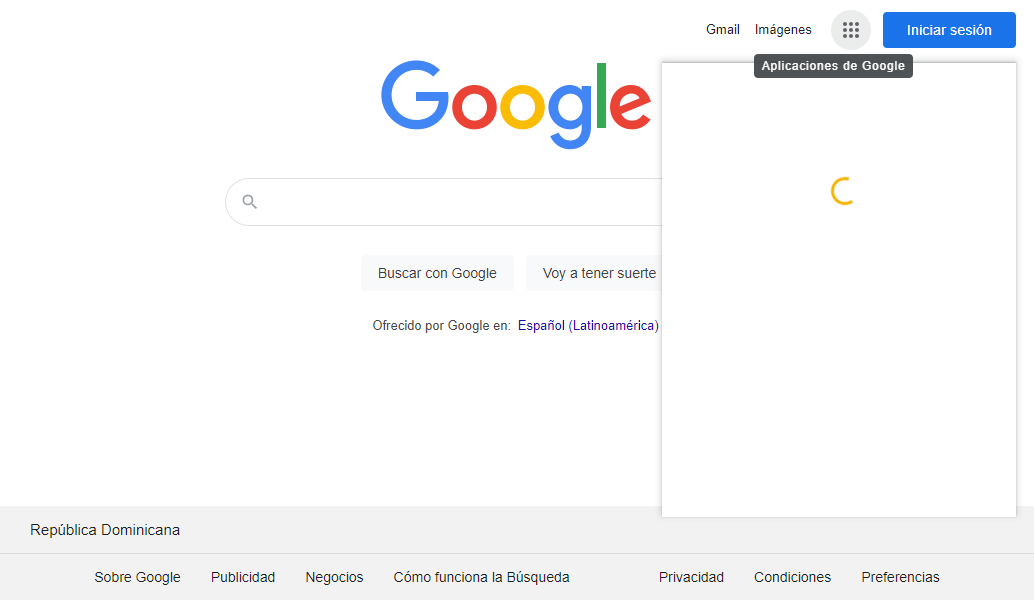 Gmail Imágenes Iniciar sesión
Aplicaciones de Google
Google
Buscar con Google Voy a tener suerte
Ofrecido por Google en: Español (Latinoamérica)
República Dominicana
Sobre Google Publicidad Negocios Cómo funciona la Búsqueda Privacidad Condiciones Preferencias